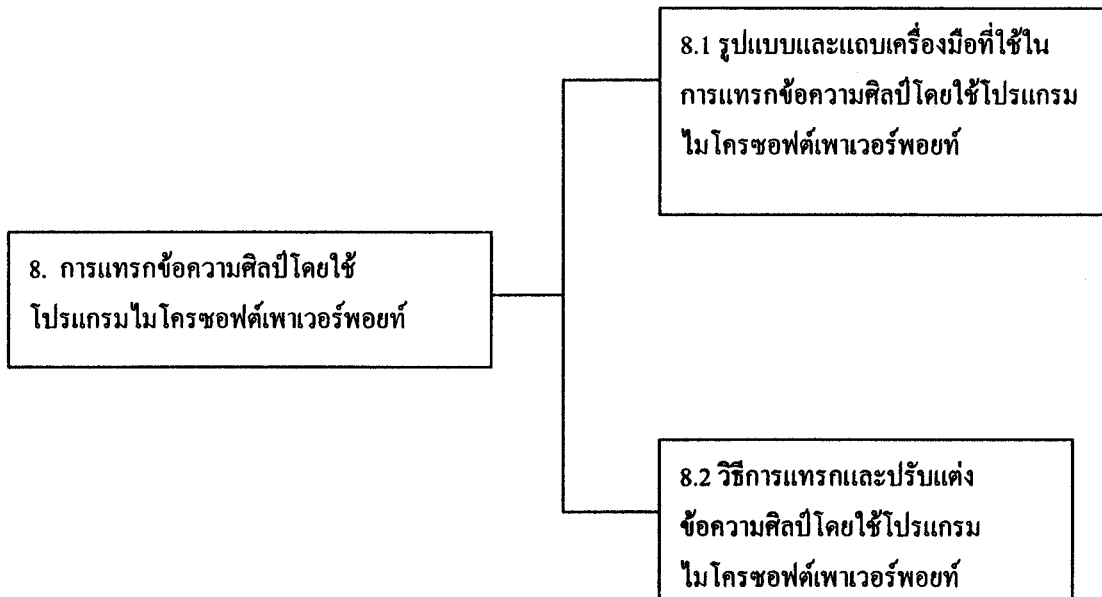 8.1 รูปแบบและแถบเครื่องมือที่ใช้ใน
การแทรกข้อความศิลป์โดยใช้โปรแกรม
ไมโครซอฟต์เพาเวอร์พอยท์
8. การแทรกข้อความศิลป์โดยใช้
โปรแกรมไมโครซอฟต์เพาเวอร์พอยท์
8.2 วิธีการแทรกและปรับแต่ง
ข้อความศิลป์โดยใช้โปรแกรม
ไมโครซอฟต์เพาเวอร์พอยท์